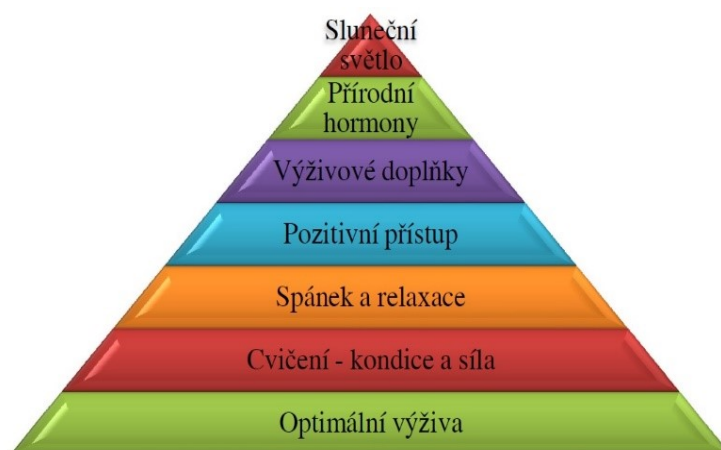 Sluneční
světlo
Přírodní
hormony
Výživové doplňky
Pozitivní přístup
Spánek a relaxace
Cvičení - kondice a síla
Optimální výživa